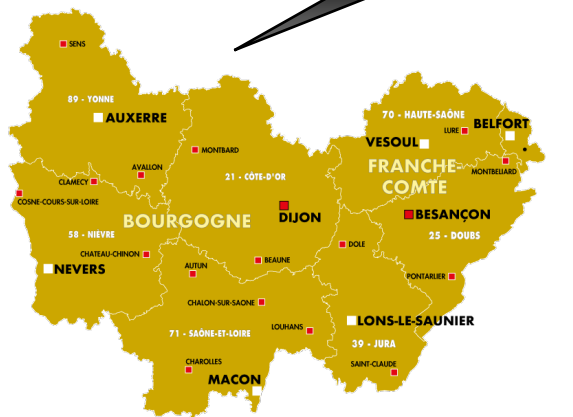 SENS
89 - YONNE
AUXERRE
70 - HAUTE-SAÔNE
LURE
BELFORT
VESOUL
MONTBARD
AVALLON
FRANCHE-
COMTÉ
MONTBELIARD
21 - CÔTE-D'OR
CLAMECY
COSNE-COURS-SUR-LOIRE
BOURGOGNE
DIJON
BESANÇON
58 - NIÈVRE
25 - DOUBS
DOLE
CHATEAU-CHINON
BEAUNE
NEVERS
AUTUN
PONTARLIER
CHALON-SUR-SAONE
LOUHANS
LONS-LE-SAUNIER
71 - SAÔNE-ET-LOIRE
39 - JURA
CHAROLLES
SAINT-CLAUDE
MACON